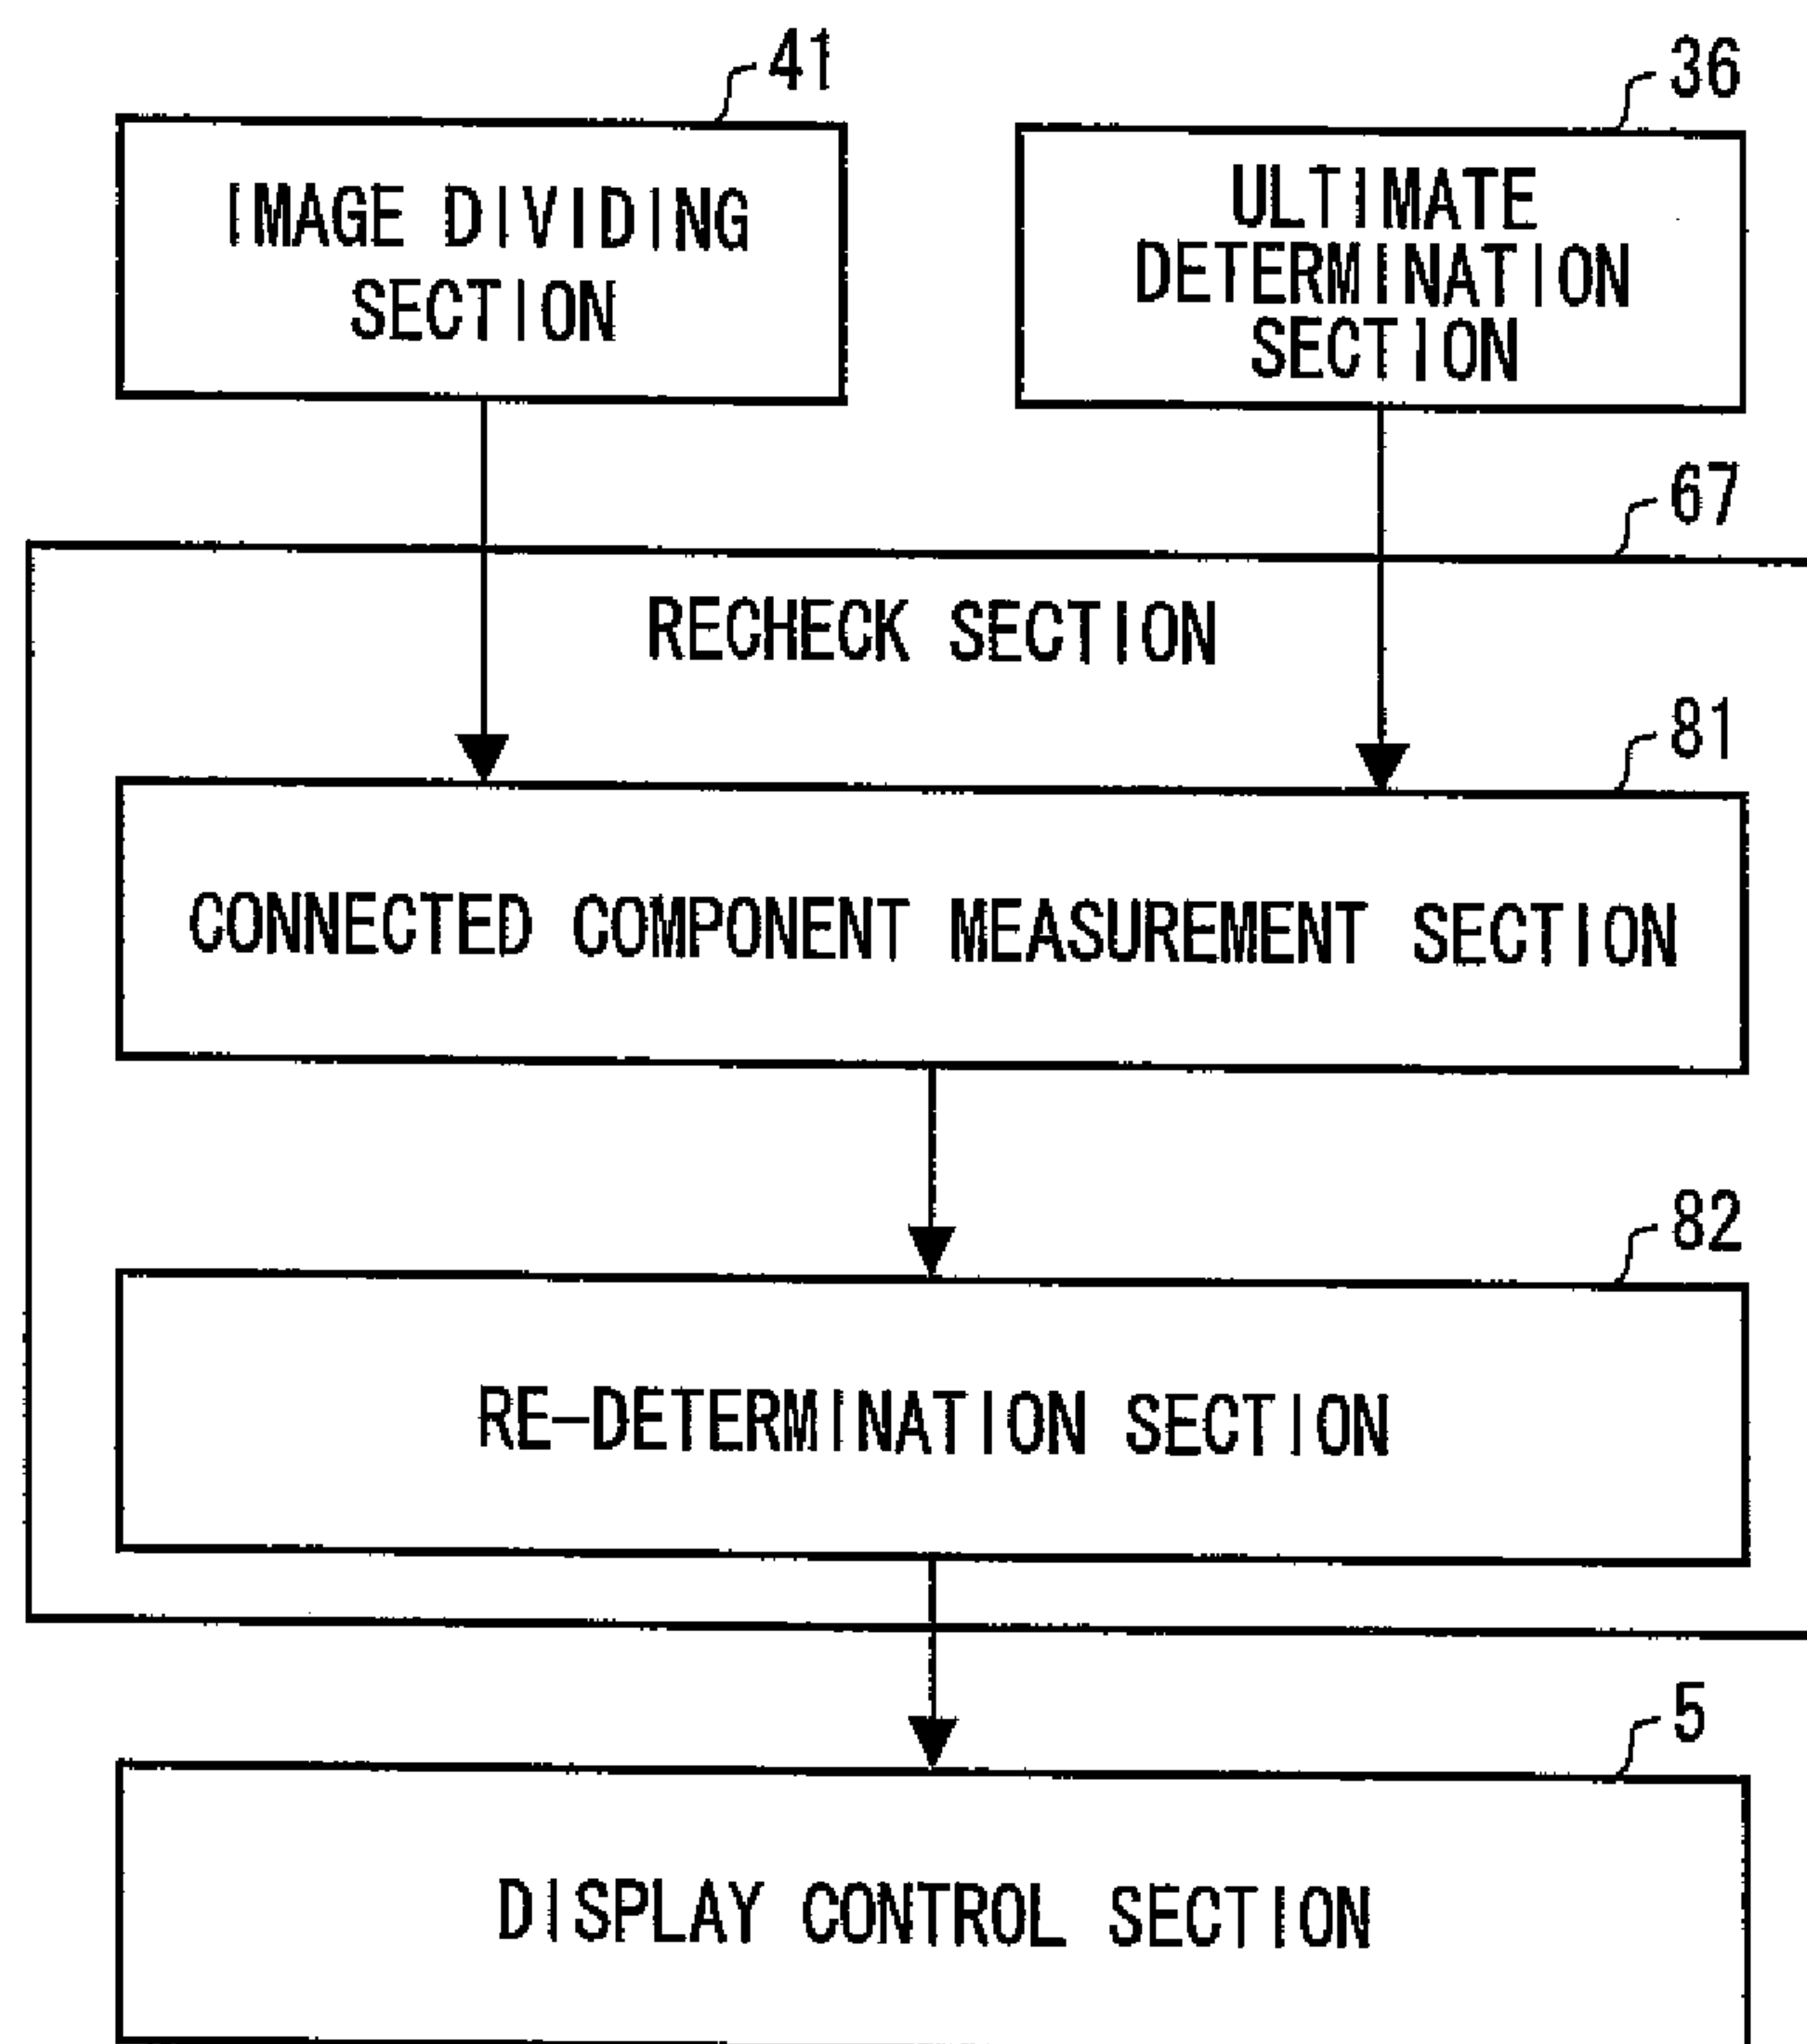 41
36
IMAGE DIVIDING
SECTION
ULTIMATE
DETERMINATION
SECTION
67
RECHECK SECTION
81
CONNECTED COMPONENT MEASUREMENT SECTION
82
RE-DETERMINATION SECTION
5
DISPLAY CONTROL SECTION